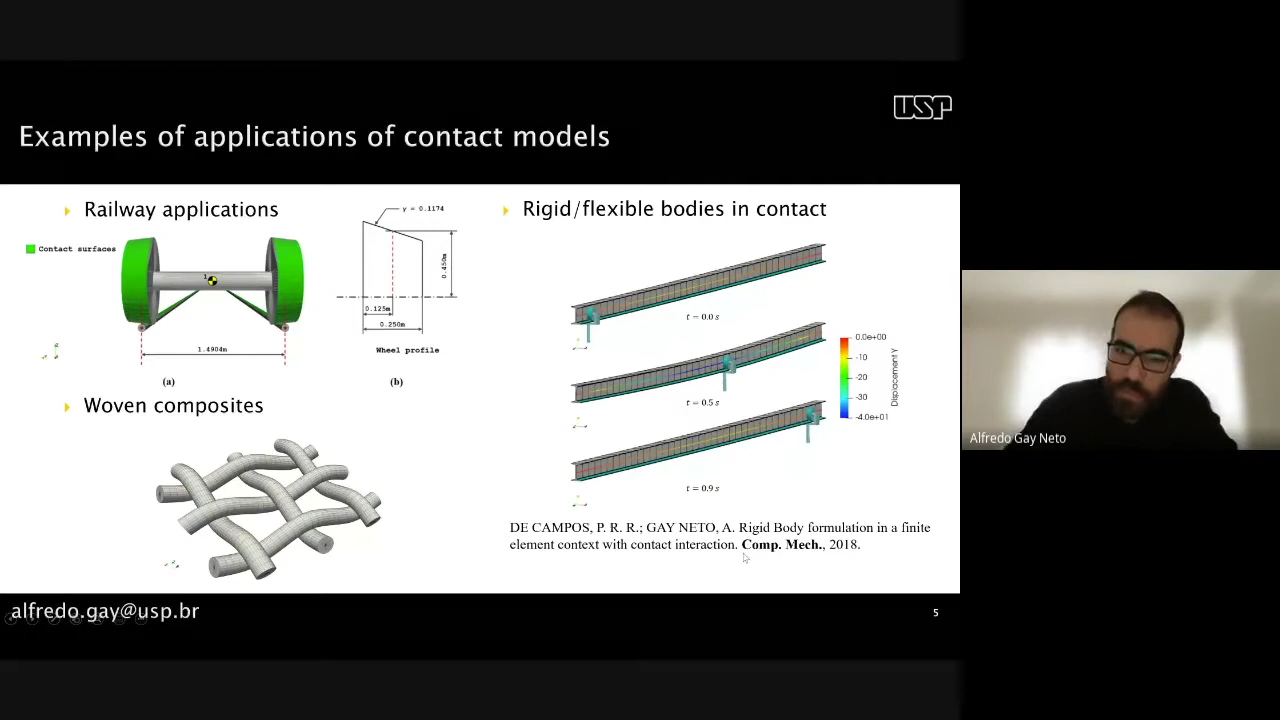 USP
Examples of applications of contact models
Railway applications
Contact surfaces
1
1.4904m
(a)
γ = 0.1174
0.450m
0.125m
0.250m
Wheel profile
(b)
Woven composites
Rigid/flexible bodies in contact
t = 0.0 s
t = 0.5 s
t = 0.9 s
0.0e+00
-10
-20
-30
-4.0e+01
Displacement Y
DE CAMPOS, P. R. R.; GAY NETO, A. Rigid Body formulation in a finite
element context with contact interaction. Comp. Mech., 2018.
alfredo.gay@usp.br
5
Alfredo Gay Neto